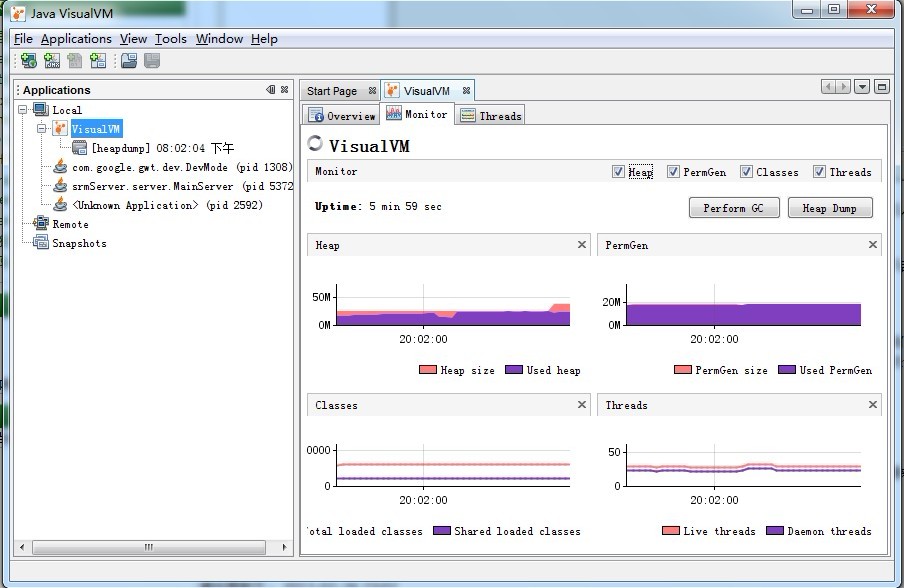 Java VisualVM
File Applications View Tools Window Help
Applications
Local
VisualVM
[heapdump] 08:02:04 下午
com.google.gwt.dev.DevMode (pid 1308)
srmServer.server.MainServer (pid 5372
<Unknown Application> (pid 2592)
Remote
Snapshots
Start Page VisualVM
Overview Monitor Threads
VisualVM
Monitor Heap PermGen Classes Threads
Uptime: 5 min 59 sec Perform GC Heap Dump
Heap
50M
0M
20:02:00
Heap size Used heap
PermGen
20M
0M
20:02:00
PermGen size Used PermGen
Classes
0000
0
20:02:00
otal loaded classes Shared loaded classes
Threads
50
0
20:02:00
Live threads Daemon threads